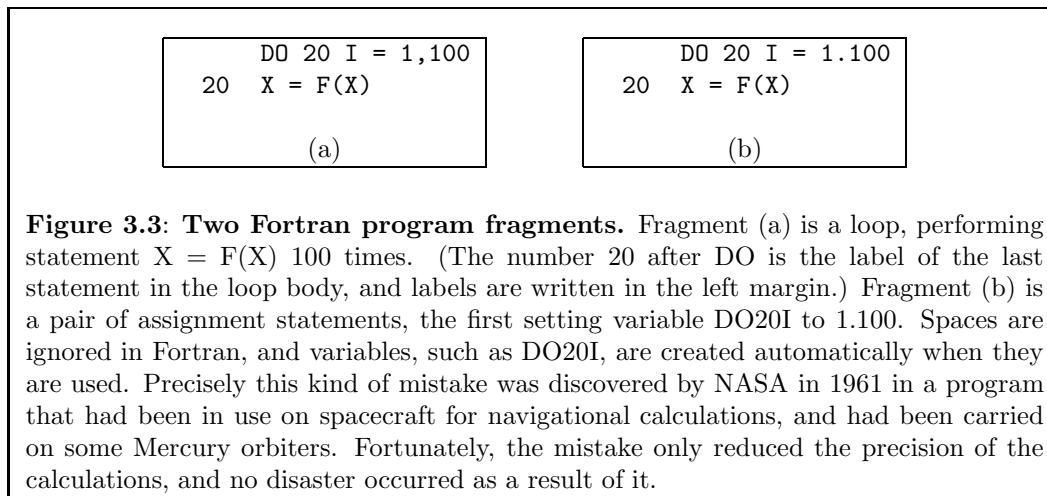 DO 20 I = 1,100
20 X = F(X)
(a)
DO 20 I = 1.100
20 X = F(X)
(b)
Figure 3.3: Two Fortran program fragments. Fragment (a) is a loop, performing
statement X = F(X) 100 times. (The number 20 after DO is the label of the last
statement in the loop body, and labels are written in the left margin.) Fragment (b) is
a pair of assignment statements, the first setting variable DO20I to 1.100. Spaces are
ignored in Fortran, and variables, such as DO20I, are created automatically when they
are used. Precisely this kind of mistake was discovered by NASA in 1961 in a program
that had been in use on spacecraft for navigational calculations, and had been carried
on some Mercury orbiters. Fortunately, the mistake only reduced the precision of the
calculations, and no disaster occurred as a result of it.